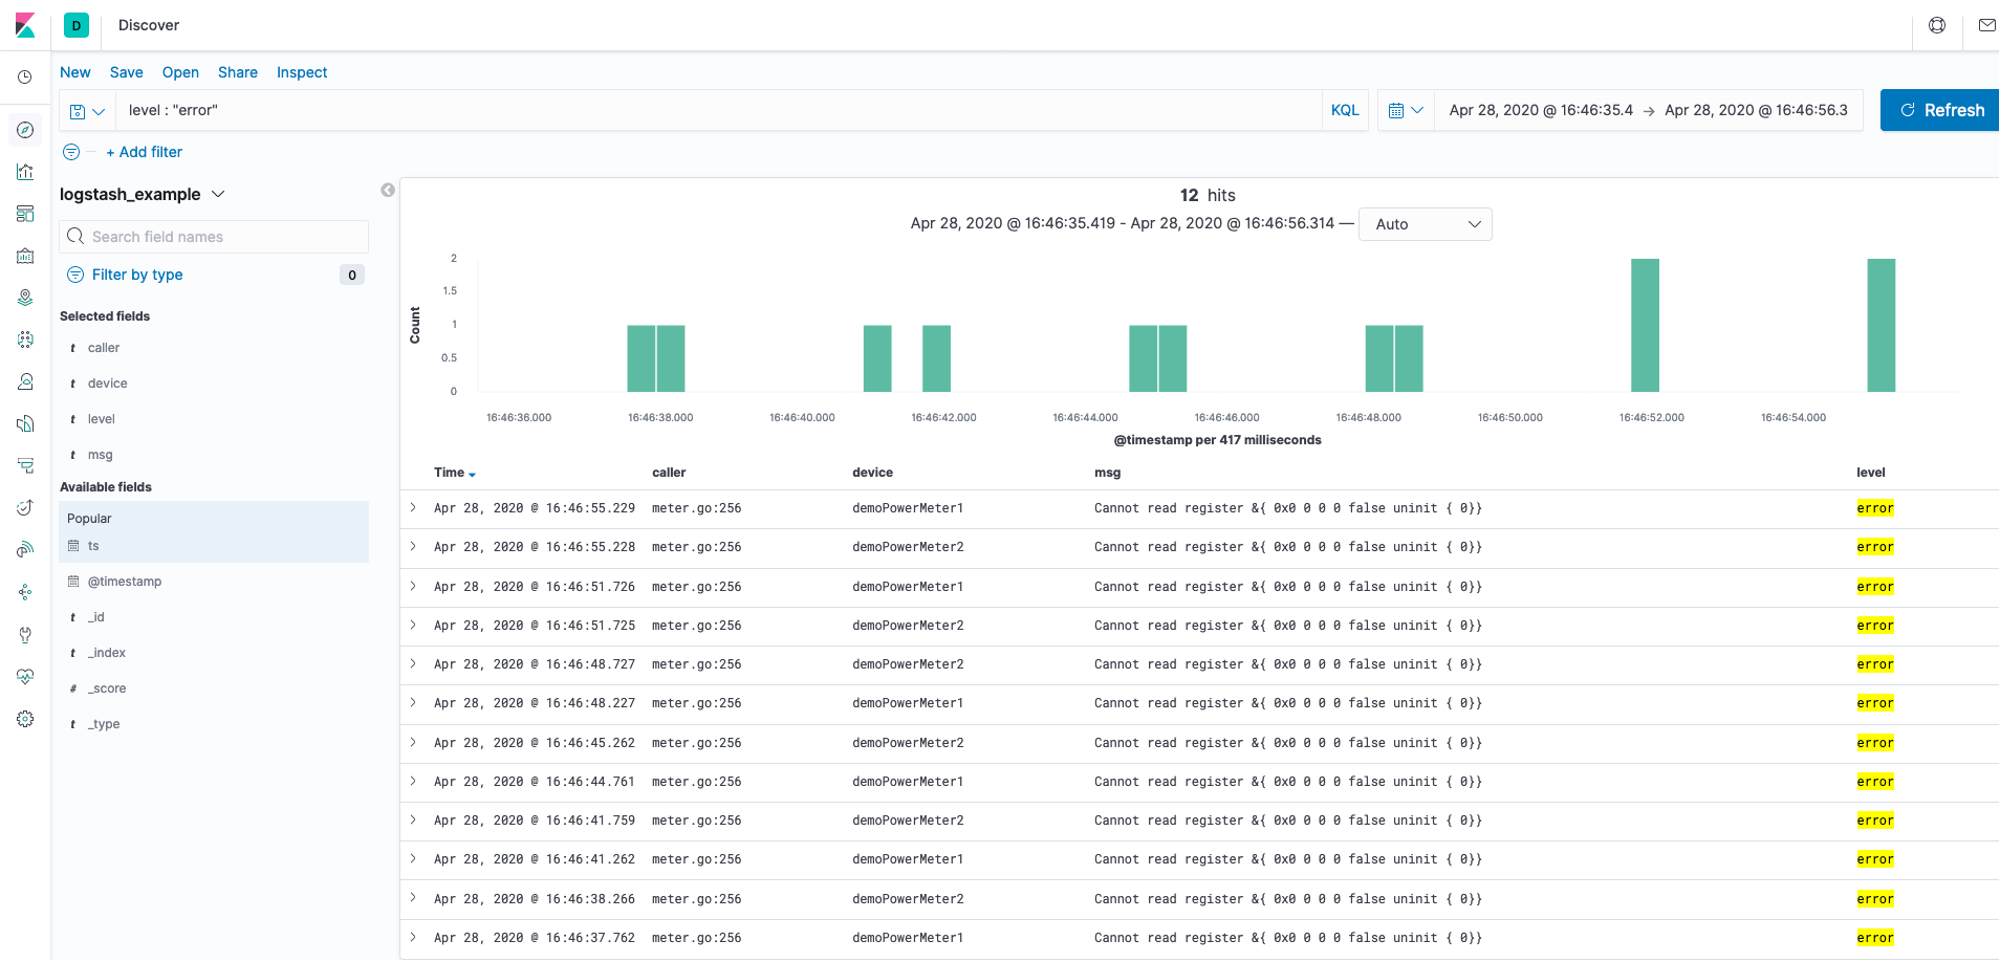 D Discover
New Save Open Share Inspect
level : "error" KQL Apr 28, 2020 @ 16:46:35.4 → Apr 28, 2020 @ 16:46:56.3 Refresh
+ Add filter
logstash_example
Search field names
Filter by type 0
Selected fields
t caller
t device
t level
t msg
Available fields
Popular
ts
@timestamp
t _id
t _index
# _score
t _type
12 hits
Apr 28, 2020 @ 16:46:35.419 - Apr 28, 2020 @ 16:46:56.314 — Auto
Count
2
1.5
1
0.5
0
16:46:36.000 16:46:38.000 16:46:40.000 16:46:42.000 16:46:44.000 16:46:46.000 16:46:48.000 16:46:50.000 16:46:52.000 16:46:54.000
@timestamp per 417 milliseconds
Time caller device msg level
Apr 28, 2020 @ 16:46:55.229 meter.go:256 demoPowerMeter1 Cannot read register &{ 0x0 0 0 0 false uninit { 0}} error
Apr 28, 2020 @ 16:46:55.228 meter.go:256 demoPowerMeter2 Cannot read register &{ 0x0 0 0 0 false uninit { 0}} error
Apr 28, 2020 @ 16:46:51.726 meter.go:256 demoPowerMeter1 Cannot read register &{ 0x0 0 0 0 false uninit { 0}} error
Apr 28, 2020 @ 16:46:51.725 meter.go:256 demoPowerMeter2 Cannot read register &{ 0x0 0 0 0 false uninit { 0}} error
Apr 28, 2020 @ 16:46:48.727 meter.go:256 demoPowerMeter2 Cannot read register &{ 0x0 0 0 0 false uninit { 0}} error
Apr 28, 2020 @ 16:46:48.227 meter.go:256 demoPowerMeter1 Cannot read register &{ 0x0 0 0 0 false uninit { 0}} error
Apr 28, 2020 @ 16:46:45.262 meter.go:256 demoPowerMeter2 Cannot read register &{ 0x0 0 0 0 false uninit { 0}} error
Apr 28, 2020 @ 16:46:44.761 meter.go:256 demoPowerMeter1 Cannot read register &{ 0x0 0 0 0 false uninit { 0}} error
Apr 28, 2020 @ 16:46:41.759 meter.go:256 demoPowerMeter2 Cannot read register &{ 0x0 0 0 0 false uninit { 0}} error
Apr 28, 2020 @ 16:46:41.262 meter.go:256 demoPowerMeter1 Cannot read register &{ 0x0 0 0 0 false uninit { 0}} error
Apr 28, 2020 @ 16:46:38.266 meter.go:256 demoPowerMeter2 Cannot read register &{ 0x0 0 0 0 false uninit { 0}} error
Apr 28, 2020 @ 16:46:37.762 meter.go:256 demoPowerMeter1 Cannot read register &{ 0x0 0 0 0 false uninit { 0}} error